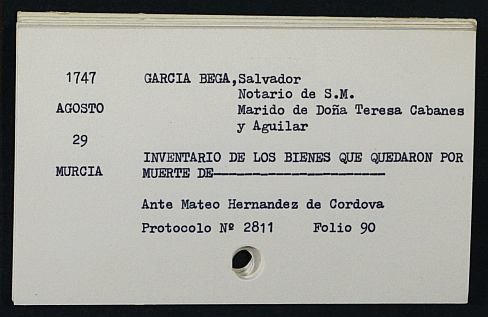 1747 GARCIA BEGA,Salvador
Notario de S.M.
AGOSTO Marido de Doña Teresa Cabanes
y Aguilar
29
INVENTARIO DE LOS BIENES QUE QUEDARON POR
MURCIA MUERTE DE----------------------
Ante Mateo Hernandez de Cordova
Protocolo Nº 2811 Folio 90